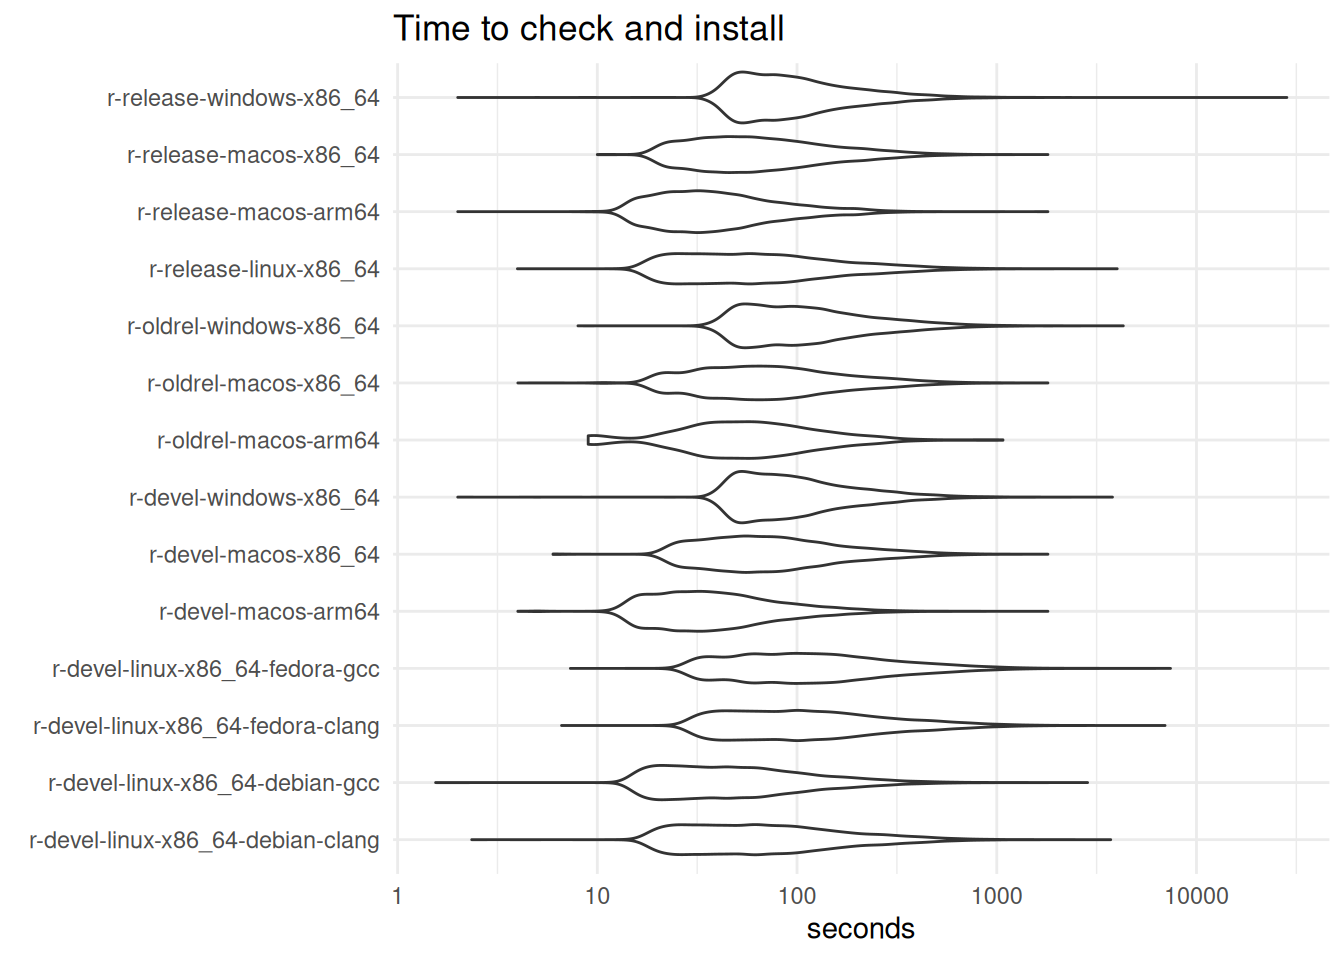 Time to check and install
r-release-windows-x86_64
r-release-macos-x86_64
r-release-macos-arm64
r-release-linux-x86_64
r-oldrel-windows-x86_64
r-oldrel-macos-x86_64
r-oldrel-macos-arm64
r-devel-windows-x86_64
r-devel-macos-x86_64
r-devel-macos-arm64
r-devel-linux-x86_64-fedora-gcc
r-devel-linux-x86_64-fedora-clang
r-devel-linux-x86_64-debian-gcc
r-devel-linux-x86_64-debian-clang
1 10 100 1000 10000
seconds